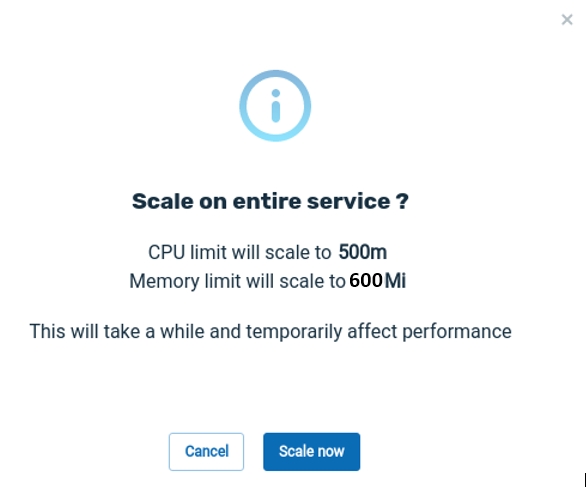 Scale on entire service ?
CPU limit will scale to 500m
Memory limit will scale to 600Mi
This will take a while and temporarily affect performance
Cancel
Scale now